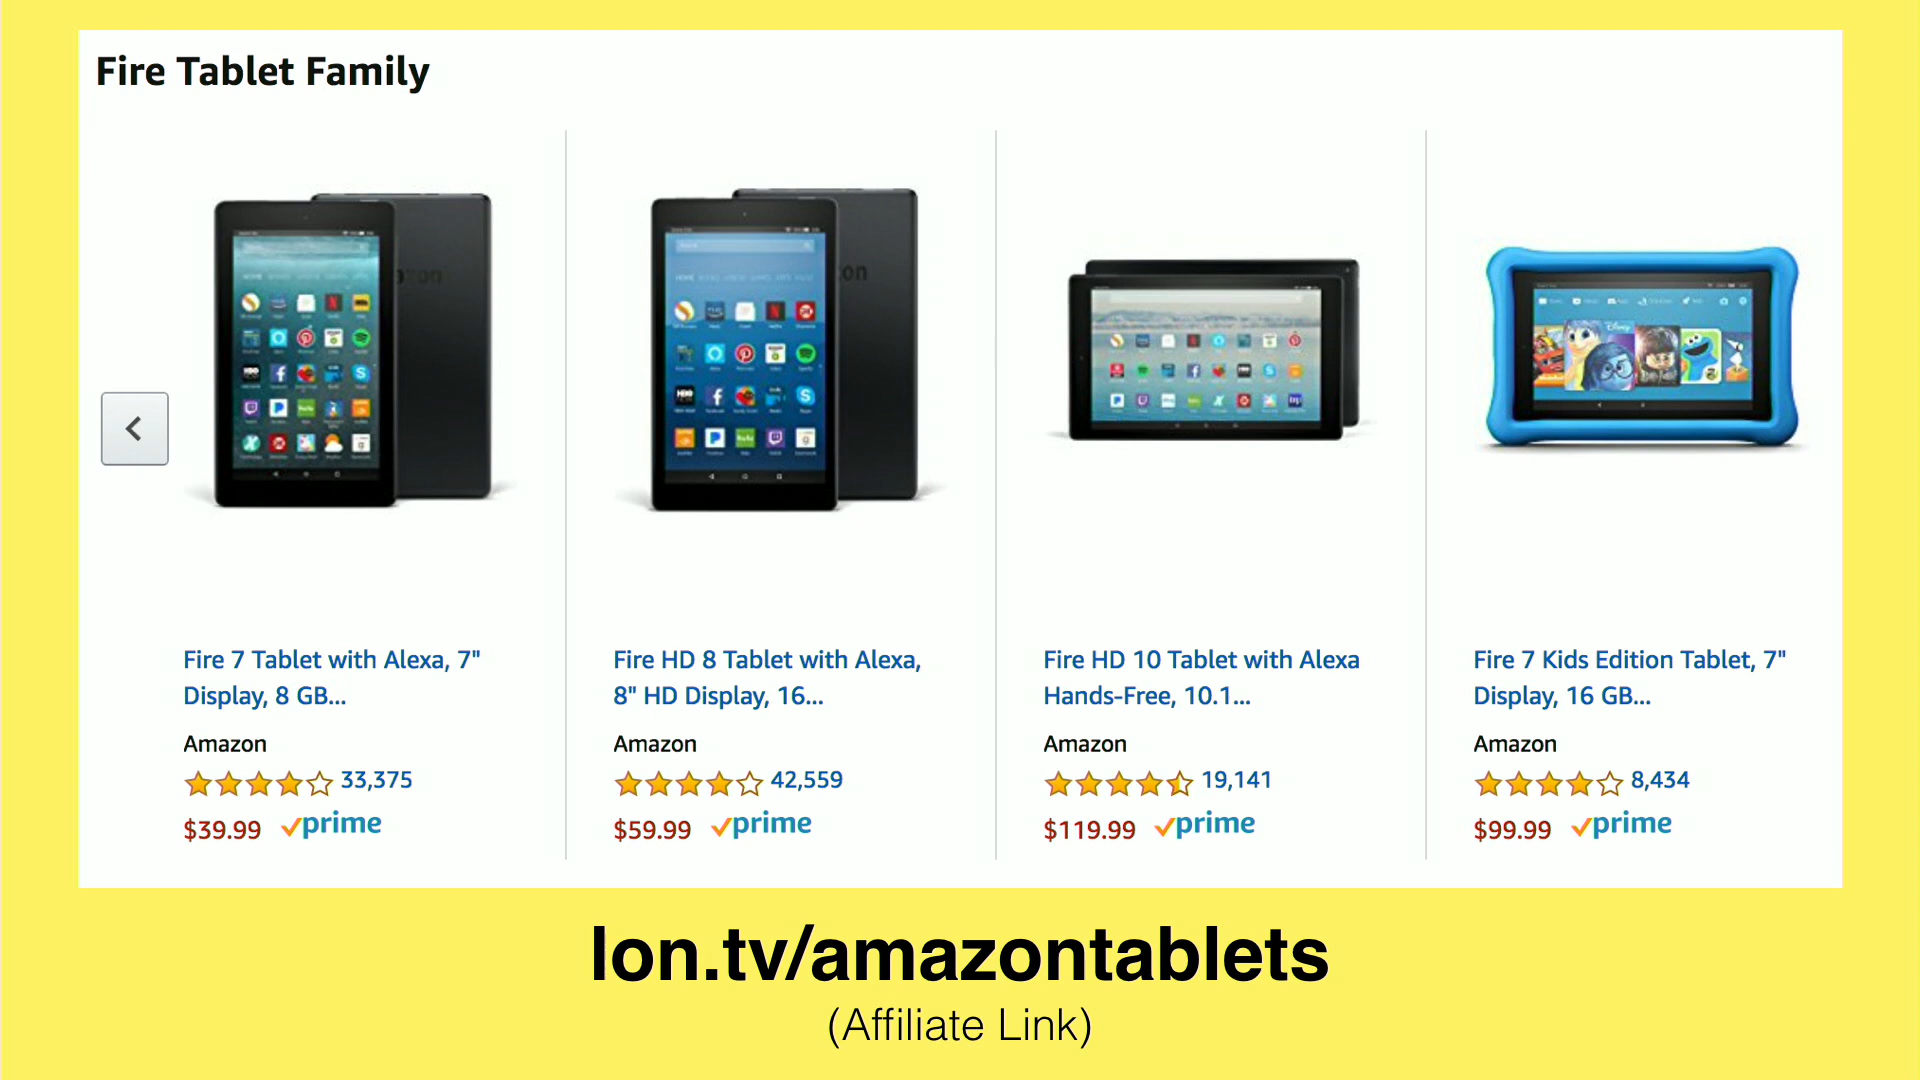 Fire Tablet Family
Fire 7 Tablet with Alexa, 7"
Display, 8 GB...
Amazon
33,375
$39.99 prime
Fire HD 8 Tablet with Alexa,
8" HD Display, 16...
Amazon
42,559
$59.99 prime
Fire HD 10 Tablet with Alexa
Hands-Free, 10.1...
Amazon
19,141
$119.99 prime
Fire 7 Kids Edition Tablet, 7"
Display, 16 GB...
Amazon
8,434
$99.99 prime
lon.tv/amazontablets
(Affiliate Link)